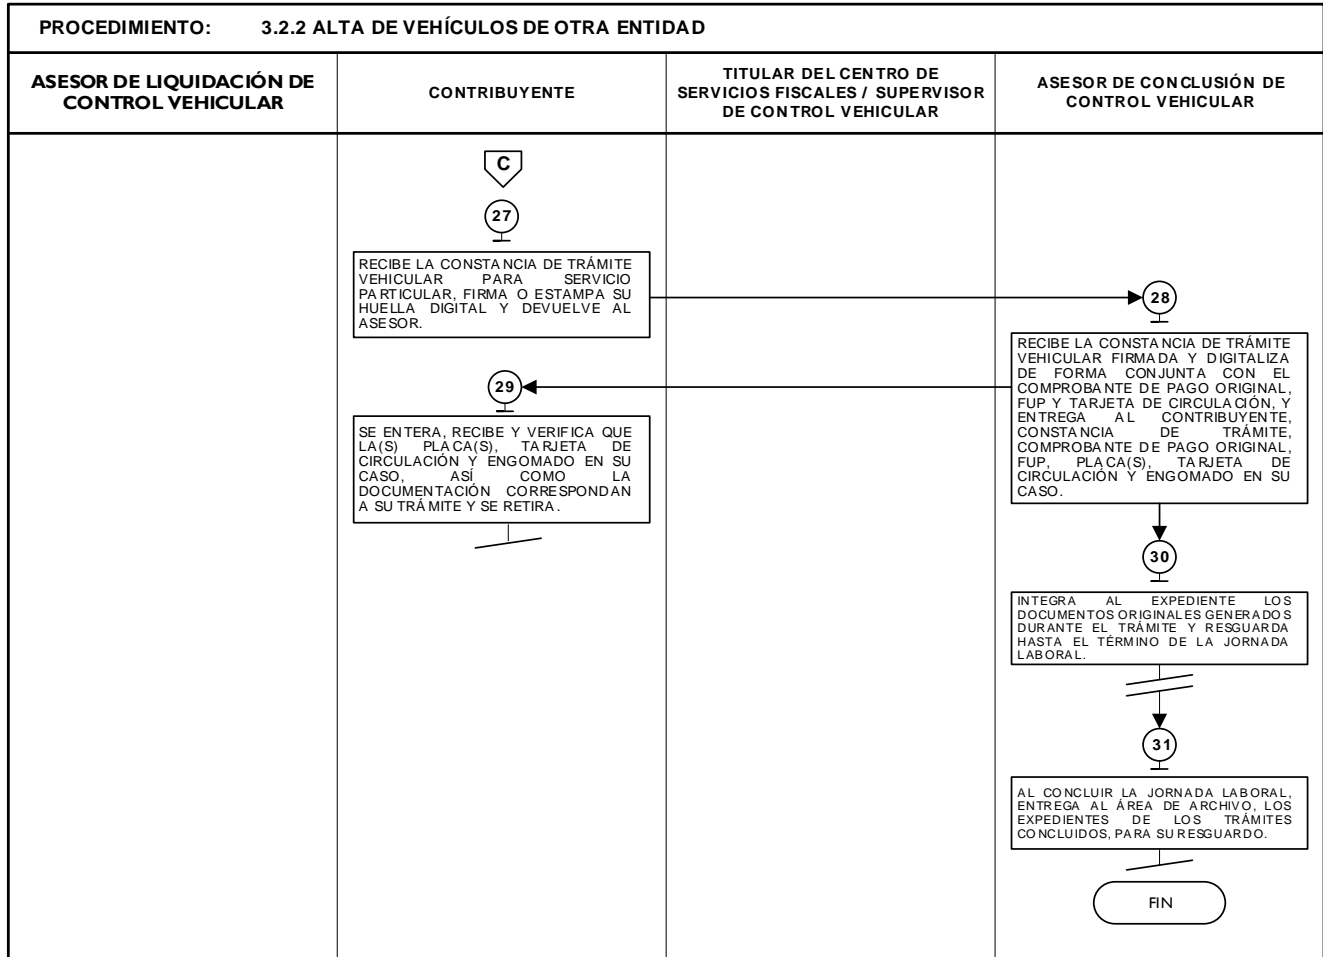 PROCEDIMIENTO: 3.2.2 ALTA DE VEHÍCULOS DE OTRA ENTIDAD
ASESOR DE LIQUIDACIÓN DE
CONTROL VEHICULAR
CONTRIBUYENTE
TITULAR DEL CENTRO DE
SERVICIOS FISCALES / SUPERVISOR
DE CONTROL VEHICULAR
ASESOR DE CONCLUSIÓN DE
CONTROL VEHICULAR
C
27
RECIBE LA CONSTANCIA DE TRÁMITE
VEHICULAR PARA SERVICIO
PARTICULAR, FIRMA O ESTAMPA SU
HUELLA DIGITAL Y DEVUELVE AL
ASESOR.
28
RECIBE LA CONSTANCIA DE TRÁMITE
VEHICULAR FIRMADA Y DIGITALIZA
DE FORMA CONJUNTA CON EL
COMPROBANTE DE PAGO ORIGINAL,
FUP Y TARJETA DE CIRCULACIÓN, Y
ENTREGA AL CONTRIBUYENTE,
CONSTANCIA DE TRÁMITE,
COMPROBANTE DE PAGO ORIGINAL,
FUP, PLACA(S), TARJETA DE
CIRCULACIÓN Y ENGOMADO EN SU
CASO.
29
SE ENTERA, RECIBE Y VERIFICA QUE
LA(S) PLACA(S), TARJETA DE
CIRCULACIÓN Y ENGOMADO EN SU
CASO, ASÍ COMO LA
DOCUMENTACIÓN CORRESPONDAN
A SU TRÁMITE Y SE RETIRA.
30
INTEGRA AL EXPEDIENTE LOS
DOCUMENTOS ORIGINALES GENERADOS
DURANTE EL TRÁMITE Y RESGUARDA
HASTA EL TÉRMINO DE LA JORNADA
LABORAL.
31
AL CONCLUIR LA JORNADA LABORAL,
ENTREGA AL ÁREA DE ARCHIVO, LOS
EXPEDIENTES DE LOS TRÁMITES
CONCLUIDOS, PARA SU RESGUARDO.
FIN